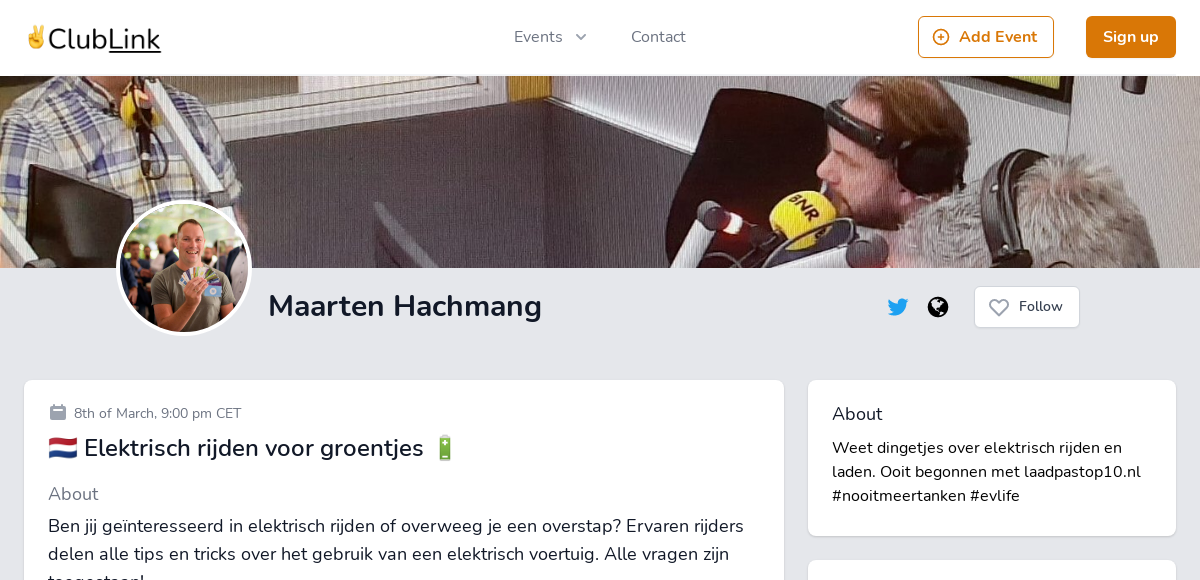 ClubLink
Events
Contact
Add Event
Sign up
BNR
Maarten Hachmang
Follow
8th of March, 9:00 pm CET
Elektrisch rijden voor groentjes
About
Ben jij geïnteresseerd in elektrisch rijden of overweeg je een overstap? Ervaren rijders
delen alle tips en tricks over het gebruik van een elektrisch voertuig. Alle vragen zijn
About
Weet dingetjes over elektrisch rijden en
laden. Ooit begonnen met laadpastop10.nl
#nooitmeertanken #evlife